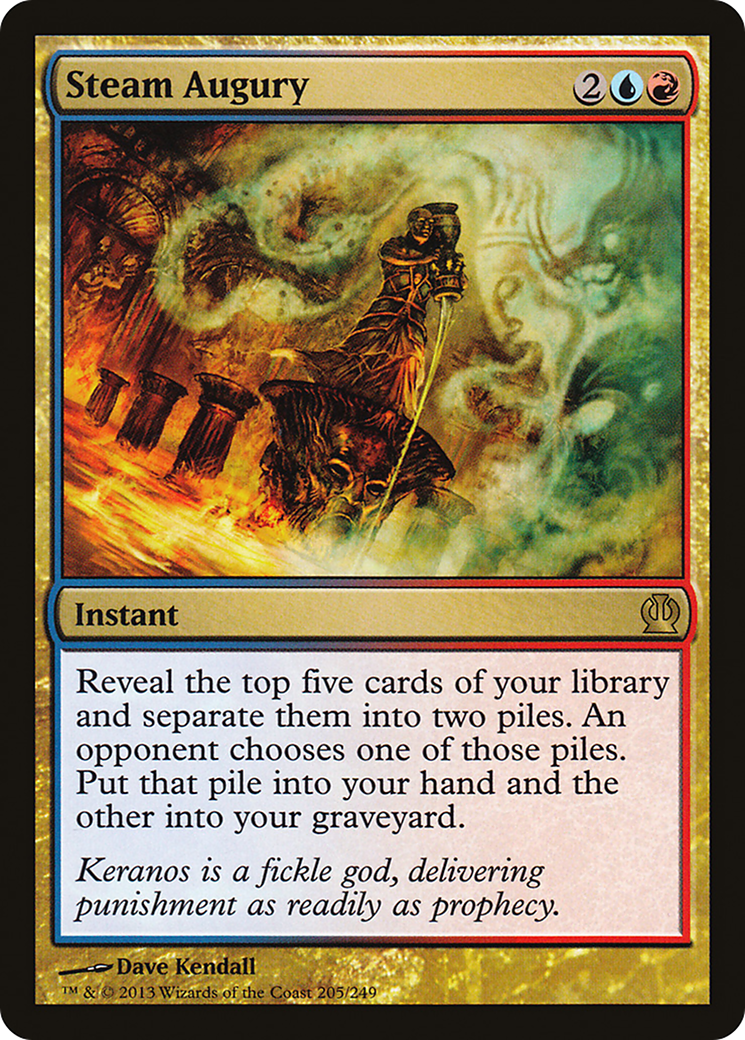 Steam Augury 2
Instant
Reveal the top five cards of your library
and separate them into two piles. An
opponent chooses one of those piles.
Put that pile into your hand and the
other into your graveyard.
Keranos is a fickle god, delivering
punishment as readily as prophecy.
Dave Kendall
™ & © 2013 Wizards of the Coast 205/249